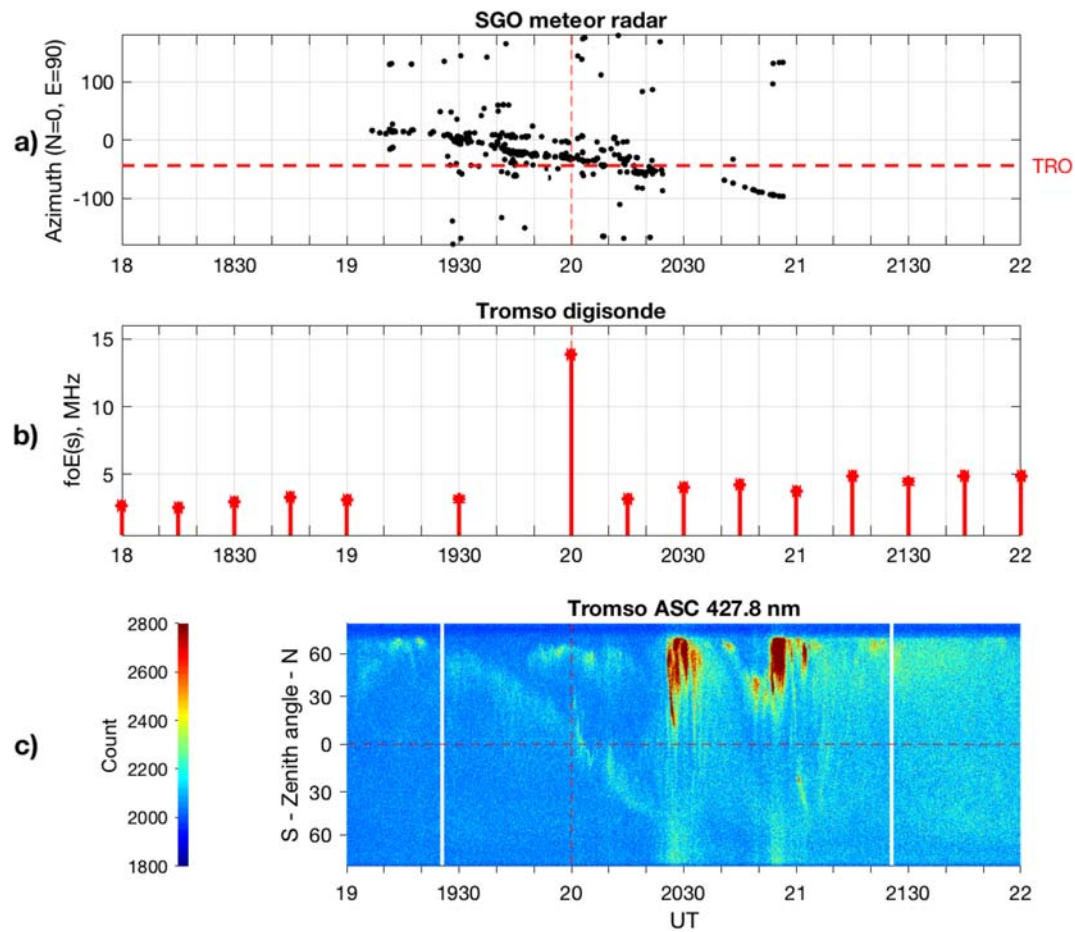 SGO meteor radar
a)
Azimuth (N=0, E=90)
100
0
-100
TRO
18 1830 19 1930 20 2030 21 2130 22
Tromso digisonde
b)
foE(s), MHz
15
10
5
18 1830 19 1930 20 2030 21 2130 22
Tromso ASC 427.8 nm
c)
Count
2800
2600
2400
2200
2000
1800
S - Zenith angle - N
60
30
0
30
60
19 1930 20 2030 21 2130 22
UT